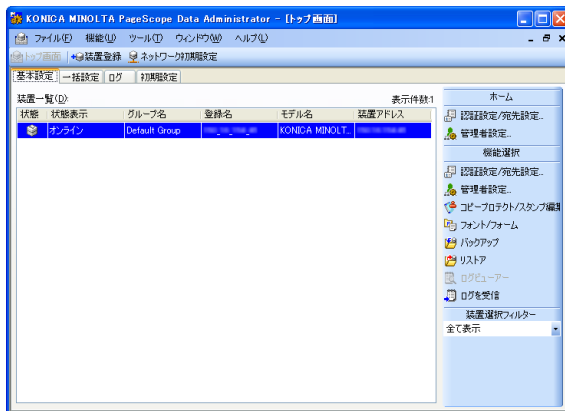 KONICA MINOLTA PageScope Data Administrator - [トップ画面]
ファイル(F) 機能(U) ツール(T) ウィンドウ(W) ヘルプ(L)
トップ画面 装置登録 ネットワーク初期設定
基本設定 一括設定 ログ 初期設定
装置一覧(D): 表示件数:1
状態 状態表示 グループ名 登録名 モデル名 装置アドレス
オンライン Default Group KONICA MINOLT...
ホーム
認証設定/宛先設定...
管理者設定...
機能選択
認証設定/宛先設定...
管理者設定...
コピープロテクト/スタンプ編集
フォント/フォーム
バックアップ
リストア
ログビューアー
ログを受信
装置選択フィルター
全て表示